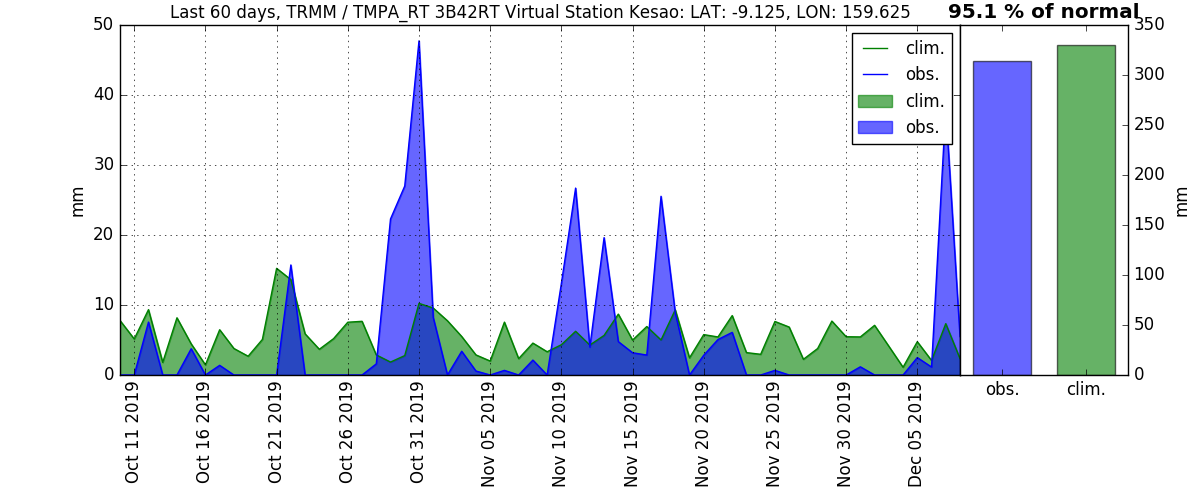 Last 60 days, TRMM / TMPA_RT 3B42RT Virtual Station Kesao: LAT: -9.125, LON: 159.625
95.1 % of normal
50
40
30
20
10
0
mm
clim.
obs.
clim.
obs.
350
300
250
200
150
100
50
0
mm
obs.
clim.
Oct 11 2019
Oct 16 2019
Oct 21 2019
Oct 26 2019
Oct 31 2019
Nov 05 2019
Nov 10 2019
Nov 15 2019
Nov 20 2019
Nov 25 2019
Nov 30 2019
Dec 05 2019